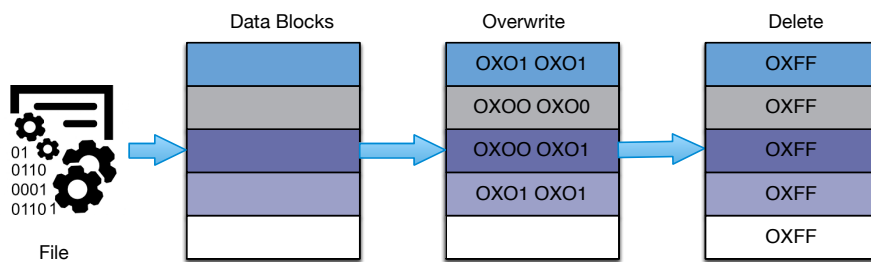 Data Blocks Overwrite Delete
OXO1 OXO1 OXFF
OXOO OXO0 OXFF
OXOO OXO1 OXFF
OXO1 OXO1 OXFF
OXFF
01
0110
0001
0110 1
File